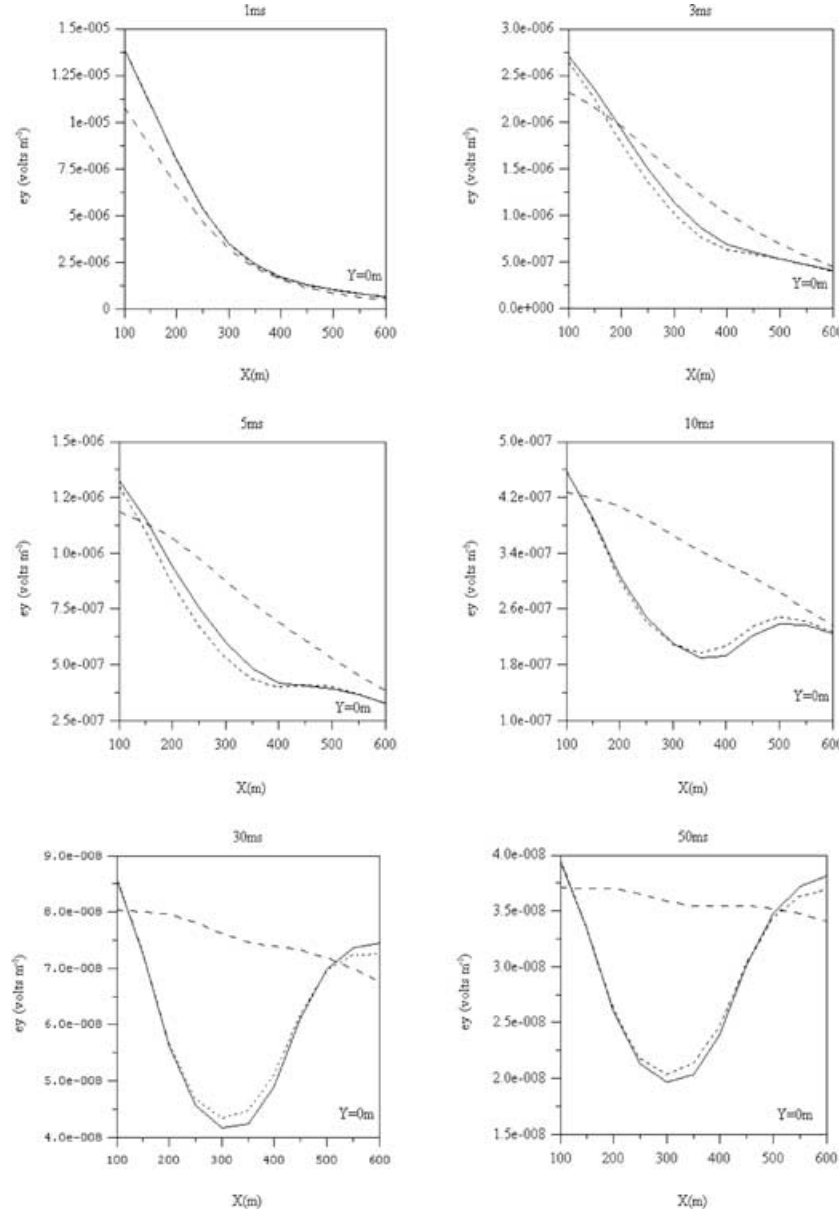 1ms
1.5e-005
1.25e-005
1e-005
7.5e-006
5e-006
2.5e-006
0
ey (volts m⁻¹)
Y=0m
100 200 300 400 500 600
X(m)
3ms
3.0e-006
2.5e-006
2.0e-006
1.5e-006
1.0e-006
5.0e-007
0.0e+000
ey (volts m⁻¹)
Y=0m
100 200 300 400 500 600
X(m)
5ms
1.5e-006
1.2e-006
1.0e-006
7.5e-007
5.0e-007
2.5e-007
ey (volts m⁻¹)
Y=0m
100 200 300 400 500 600
X(m)
10ms
5.0e-007
4.2e-007
3.4e-007
2.6e-007
1.8e-007
1.0e-007
ey (volts m⁻¹)
Y=0m
100 200 300 400 500 600
X(m)
30ms
9.0e-008
8.0e-008
7.0e-008
6.0e-008
5.0e-008
4.0e-008
ey (volts m⁻¹)
Y=0m
100 200 300 400 500 600
X(m)
50ms
4.0e-008
3.5e-008
3.0e-008
2.5e-008
2.0e-008
1.5e-008
ey (volts m⁻¹)
Y=0m
100 200 300 400 500 600
X(m)